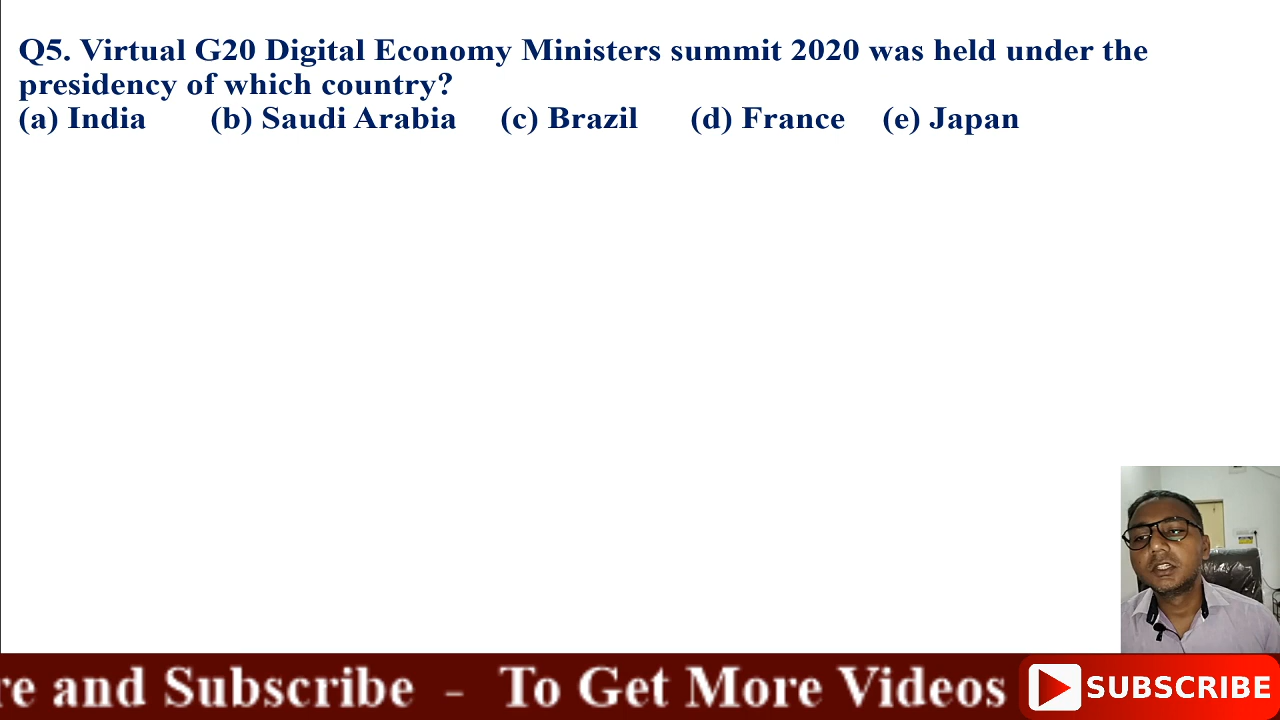 Q5. Virtual G20 Digital Economy Ministers summit 2020 was held under the
presidency of which country?
(a) India (b) Saudi Arabia (c) Brazil (d) France (e) Japan
re and Subscribe - To Get More Videos
SUBSCRIBE